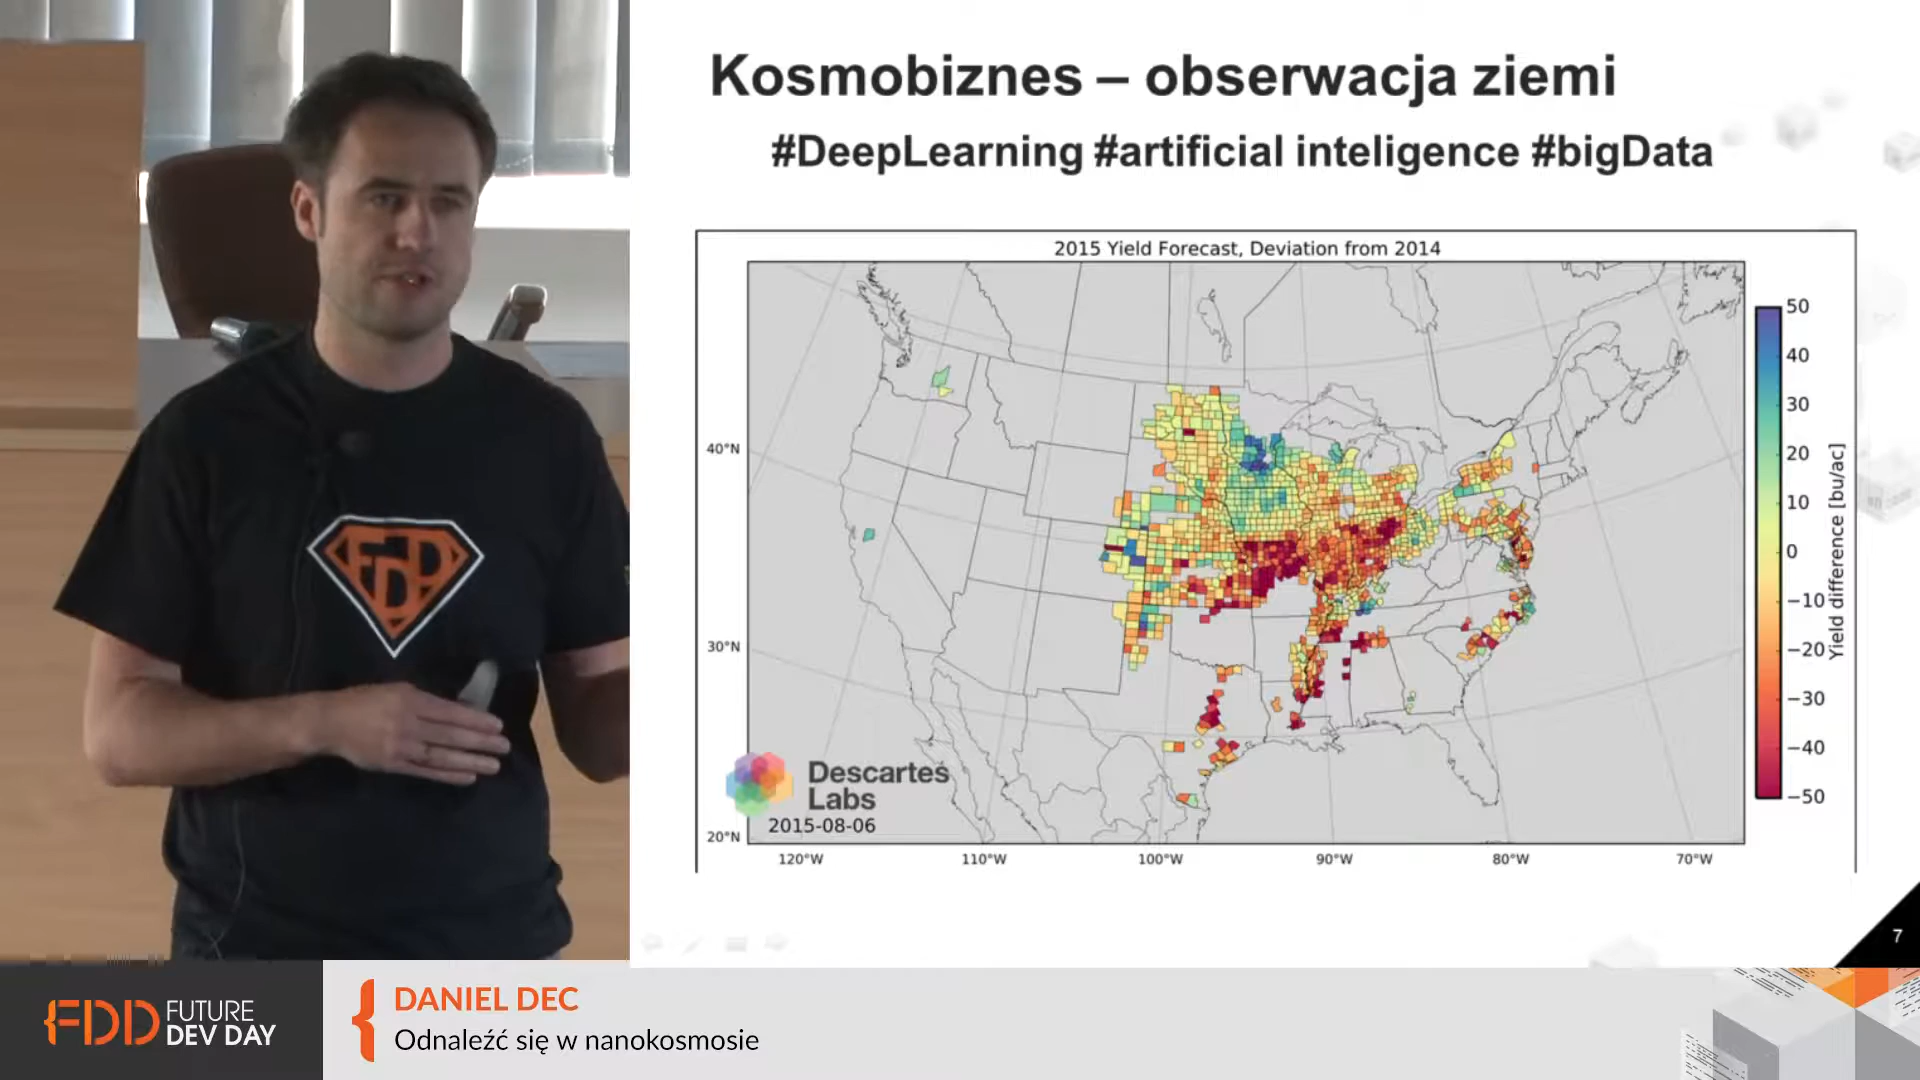 Kosmobiznes – obserwacja ziemi
#DeepLearning #artificial inteligence #bigData
2015 Yield Forecast, Deviation from 2014
50
40
30
20
10
0
−10
−20
−30
−40
−50
Yield difference [bu/ac]
40°N
30°N
20°N
120°W
110°W
100°W
90°W
80°W
70°W
Descartes
Labs
2015-08-06
7
FDD
FDD FUTURE
DEV DAY
DANIEL DEC
Odnaleźć się w nanokosmosie